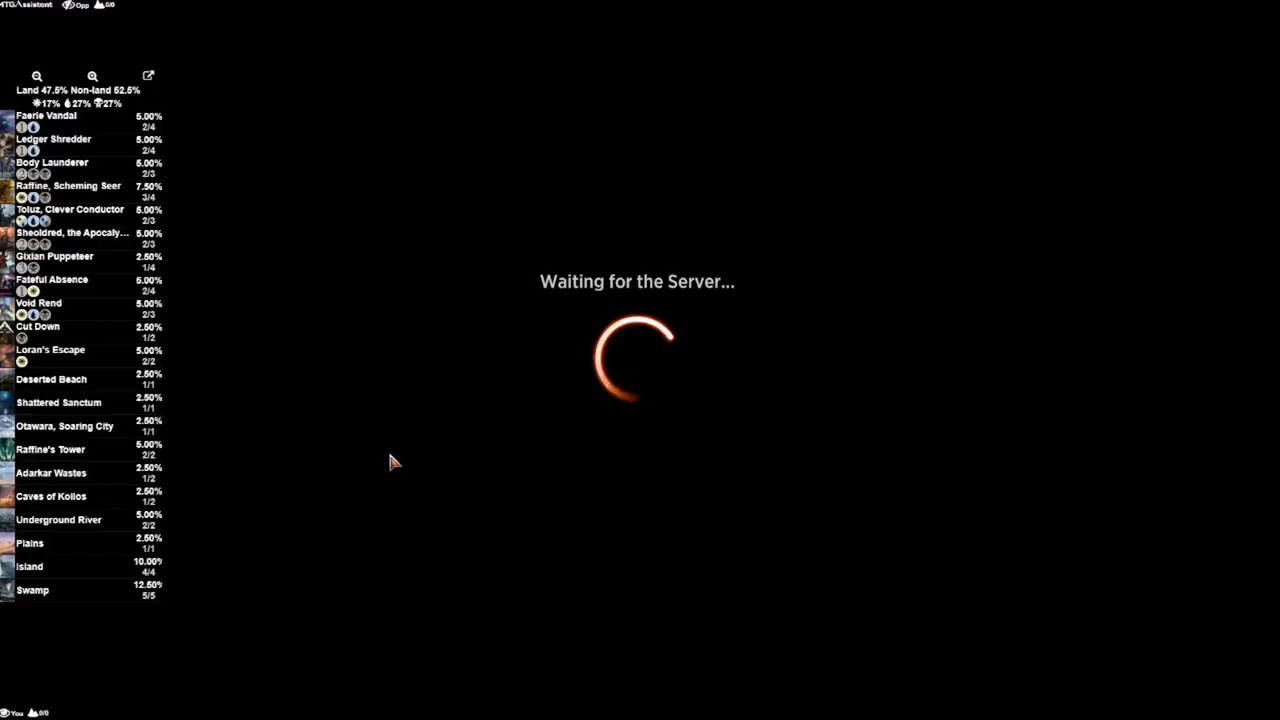 MTGAssistant Opp 0/0
Land 47.5% Non-land 52.5%
17% 27% 27%
Faerie Vandal 5.00%
2/4
Ledger Shredder 5.00%
2/4
Body Launderer 5.00%
2/3
Raffine, Scheming Seer 7.50%
3/4
Toluz, Clever Conductor 5.00%
2/3
Sheoldred, the Apocaly... 5.00%
2/3
Gixian Puppeteer 2.50%
1/4
Fateful Absence 5.00%
2/4
Void Rend 5.00%
2/3
Cut Down 2.50%
1/2
Loran's Escape 5.00%
2/2
Deserted Beach 2.50%
1/1
Shattered Sanctum 2.50%
1/1
Otawara, Soaring City 2.50%
1/1
Raffine's Tower 5.00%
2/2
Adarkar Wastes 2.50%
1/2
Caves of Koilos 2.50%
1/2
Underground River 5.00%
2/2
Plains 2.50%
1/1
Island 10.00%
4/4
Swamp 12.50%
5/5
Waiting for the Server...
You 0/0